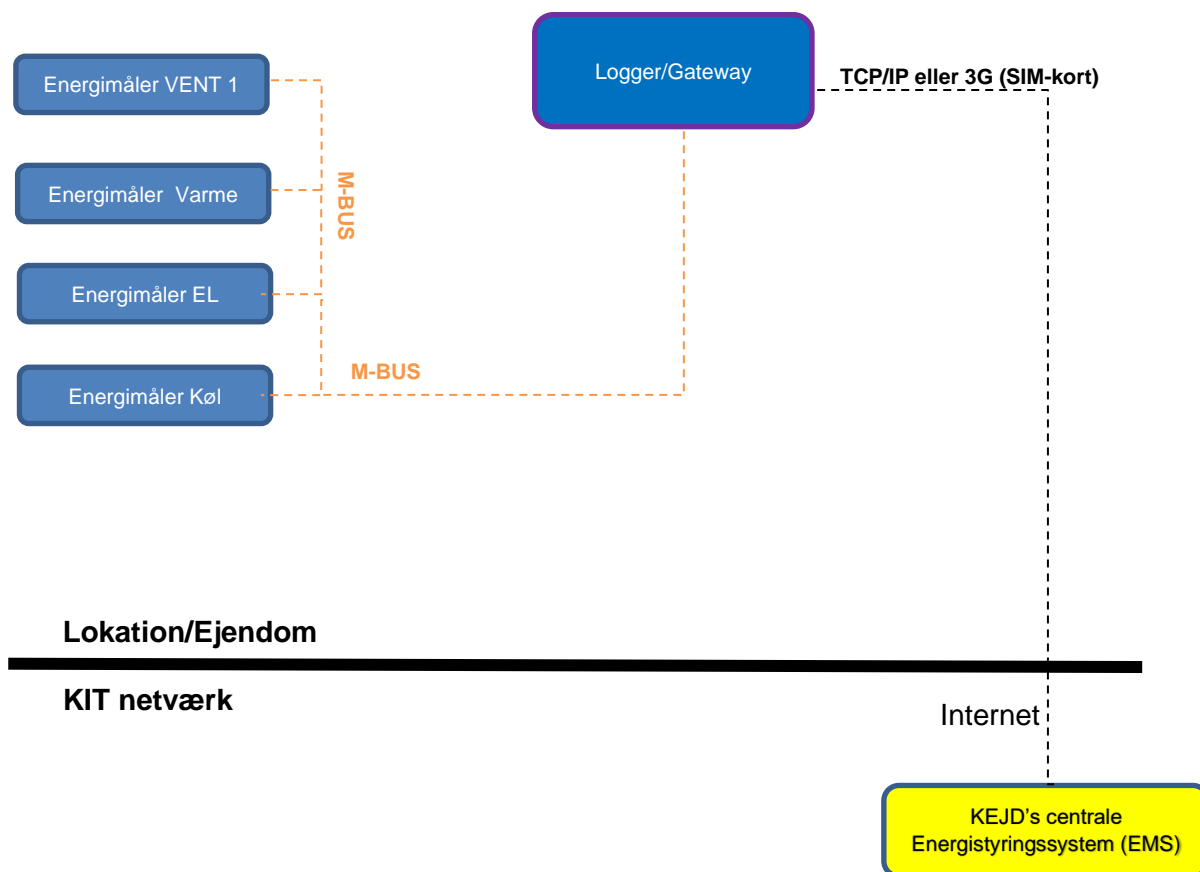 Energimåler VENT 1
Logger/Gateway
TCP/IP eller 3G (SIM-kort)
Energimåler  Varme
M-BUS
Energimåler EL
M-BUS
Energimåler Køl
Lokation/Ejendom
KIT netværk
Internet
KEJD’s centrale
Energistyringssystem (EMS)